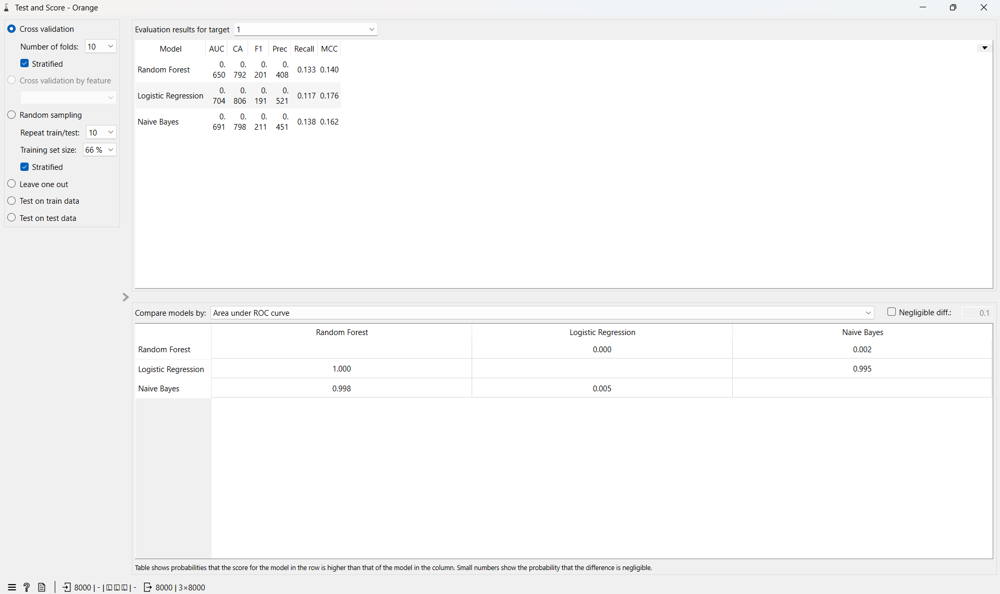 Test and Score - Orange
Cross validation
Number of folds: 10
Stratified
Cross validation by feature
Random sampling
Repeat train/test: 10
Training set size: 66 %
Stratified
Leave one out
Test on train data
Test on test data
Evaluation results for target 1
Model AUC CA F1 Prec Recall MCC
Random Forest 0.650 0.792 0.201 0.408 0.133 0.140
Logistic Regression 0.704 0.806 0.191 0.521 0.117 0.176
Naive Bayes 0.691 0.798 0.211 0.451 0.138 0.162
Compare models by: Area under ROC curve
Negligible diff.: 0.1
Random Forest Logistic Regression Naive Bayes
Random Forest 0.000 0.002
Logistic Regression 1.000 0.995
Naive Bayes 0.998 0.005
Table shows probabilities that the score for the model in the row is higher than that of the model in the column. Small numbers show the probability that the difference is negligible.
8000 | - | | - 8000 | 3×8000